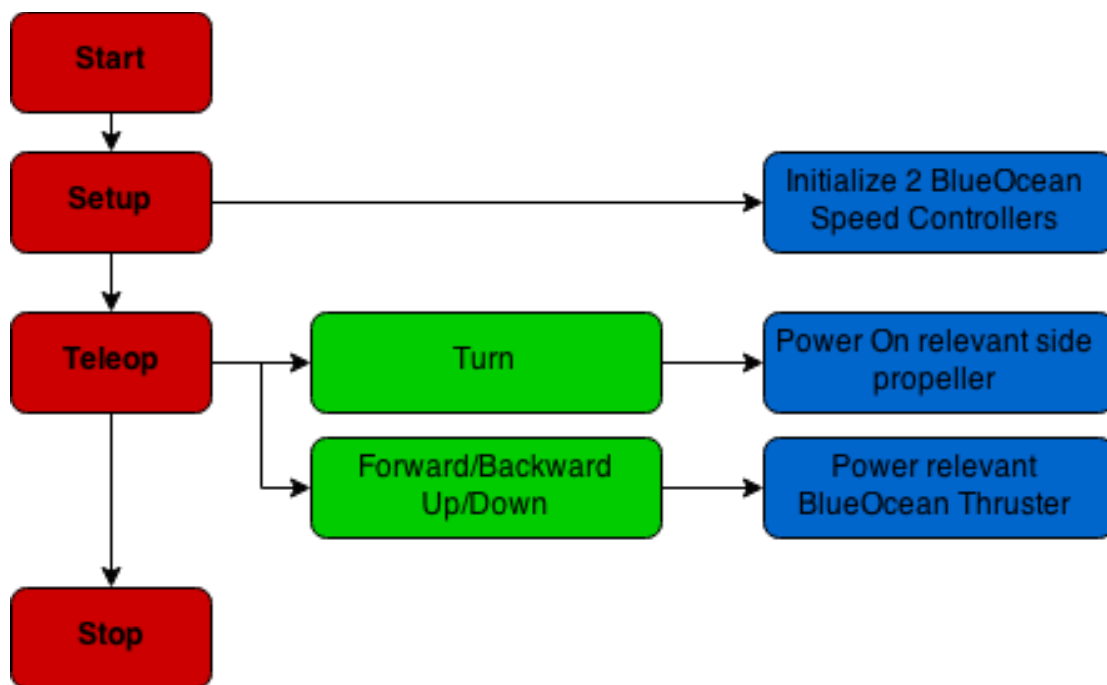 Start
Setup
Initialize 2 BlueOcean
Speed Controllers
Teleop
Turn
Power On relevant side
propeller
Forward/Backward
Up/Down
Power relevant
BlueOcean Thruster
Stop